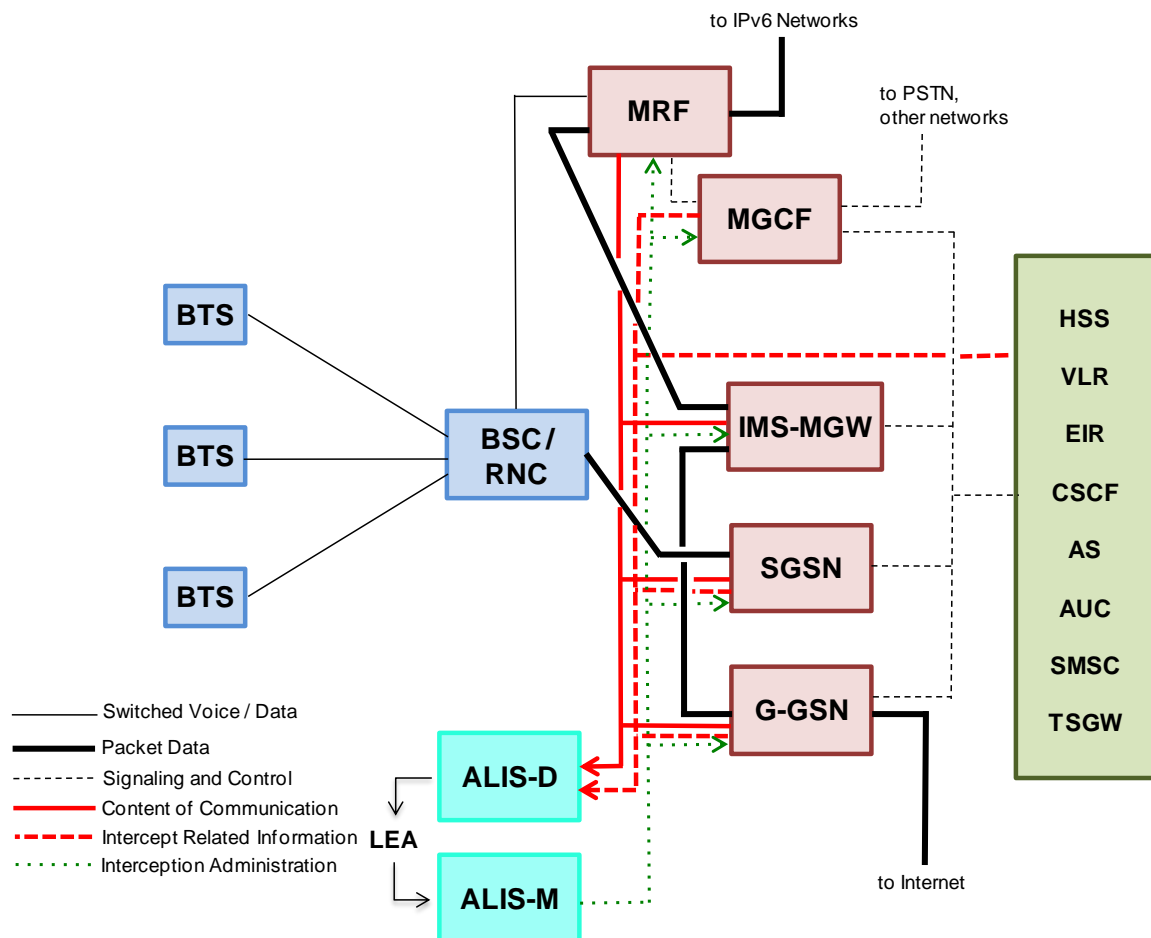 to IPv6 Networks
MRF
to PSTN,
other networks
MGCF
BTS
BTS
BTS
BSC /
RNC
IMS-MGW
SGSN
G-GSN
HSS
VLR
EIR
CSCF
AS
AUC
SMSC
TSGW
Switched Voice / Data
Packet Data
Signaling and Control
Content of Communication
Intercept Related Information
Interception Administration
ALIS-D
LEA
ALIS-M
to Internet